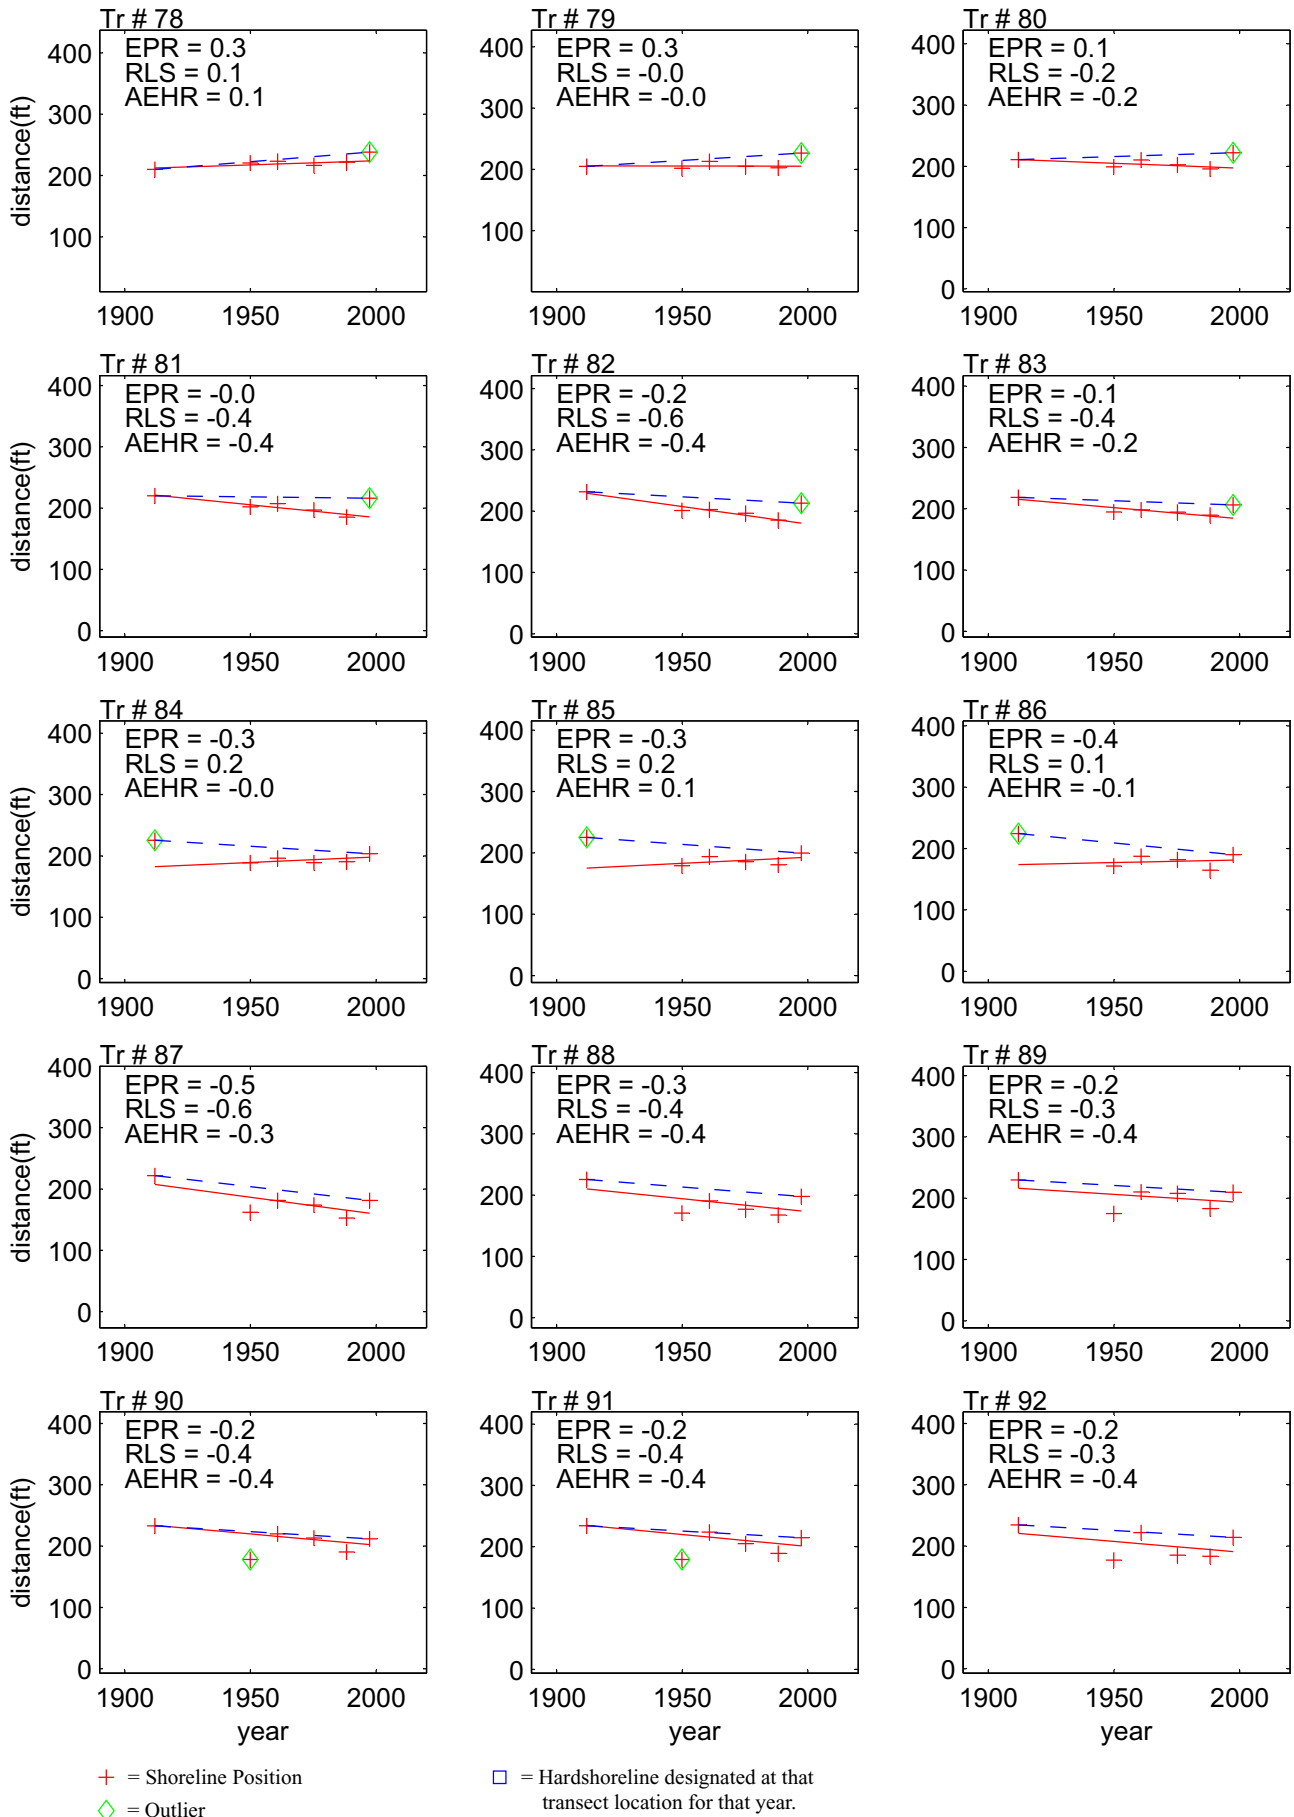 Tr # 78
EPR = 0.3
RLS = 0.1
AEHR = 0.1
400
300
200
100
distance(ft)
1900 1950 2000
Tr # 79
EPR = 0.3
RLS = -0.0
AEHR = -0.0
400
300
200
100
1900 1950 2000
Tr # 80
EPR = 0.1
RLS = -0.2
AEHR = -0.2
400
300
200
100
0
1900 1950 2000
Tr # 81
EPR = -0.0
RLS = -0.4
AEHR = -0.4
400
300
200
100
0
distance(ft)
1900 1950 2000
Tr # 82
EPR = -0.2
RLS = -0.6
AEHR = -0.4
400
300
200
100
0
1900 1950 2000
Tr # 83
EPR = -0.1
RLS = -0.4
AEHR = -0.2
400
300
200
100
0
1900 1950 2000
Tr # 84
EPR = -0.3
RLS = 0.2
AEHR = -0.0
400
300
200
100
0
distance(ft)
1900 1950 2000
Tr # 85
EPR = -0.3
RLS = 0.2
AEHR = 0.1
400
300
200
100
0
1900 1950 2000
Tr # 86
EPR = -0.4
RLS = 0.1
AEHR = -0.1
400
300
200
100
0
1900 1950 2000
Tr # 87
EPR = -0.5
RLS = -0.6
AEHR = -0.3
400
300
200
100
0
distance(ft)
1900 1950 2000
Tr # 88
EPR = -0.3
RLS = -0.4
AEHR = -0.4
400
300
200
100
0
1900 1950 2000
Tr # 89
EPR = -0.2
RLS = -0.3
AEHR = -0.4
400
300
200
100
0
1900 1950 2000
Tr # 90
EPR = -0.2
RLS = -0.4
AEHR = -0.4
400
300
200
100
0
distance(ft)
1900 1950 2000
year
Tr # 91
EPR = -0.2
RLS = -0.4
AEHR = -0.4
400
300
200
100
0
1900 1950 2000
year
Tr # 92
EPR = -0.2
RLS = -0.3
AEHR = -0.4
400
300
200
100
0
1900 1950 2000
year
= Shoreline Position
= Outlier
= Hardshoreline designated at that
transect location for that year.